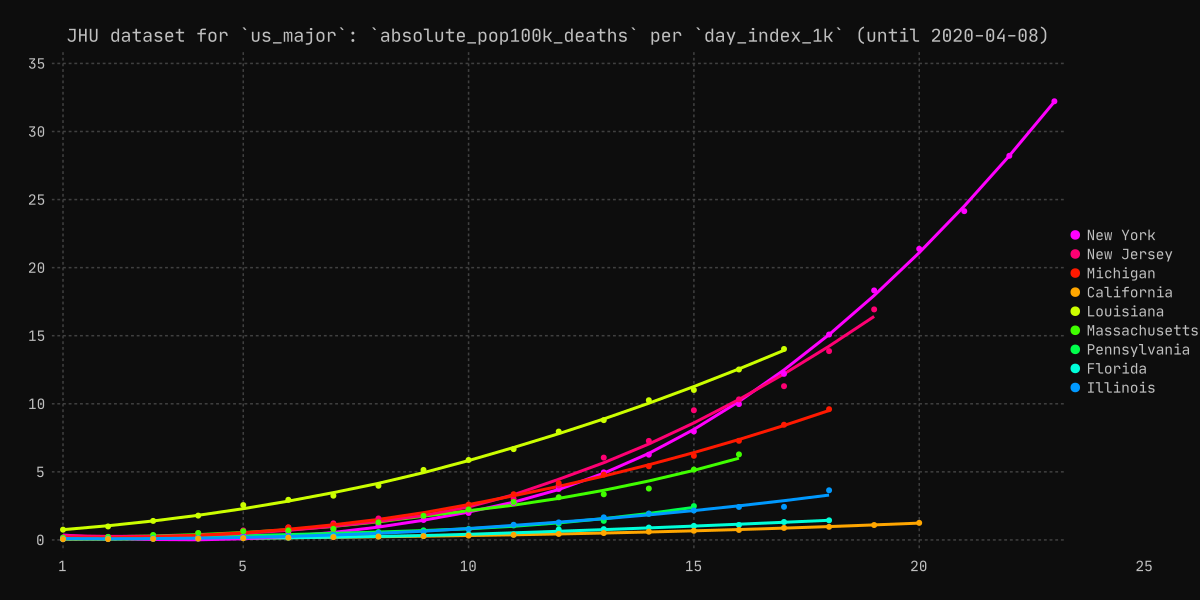 JHU dataset for `us_major`: `absolute_pop100k_deaths` per `day_index_1k` (until 2020-04-08)
35
30
25
20
15
10
5
0
1 5 10 15 20 25
New York
New Jersey
Michigan
California
Louisiana
Massachusetts
Pennsylvania
Florida
Illinois